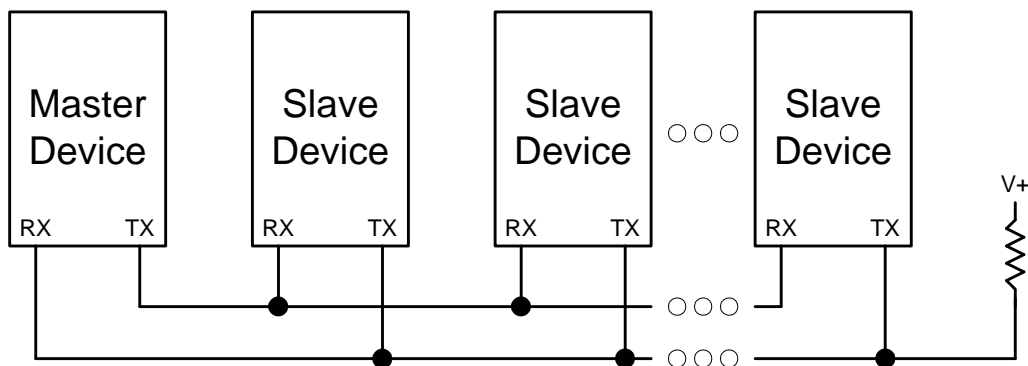 Master
Device
Slave
Device
Slave
Device
Slave
Device
V+
RX TX
RX TX
RX TX
RX TX